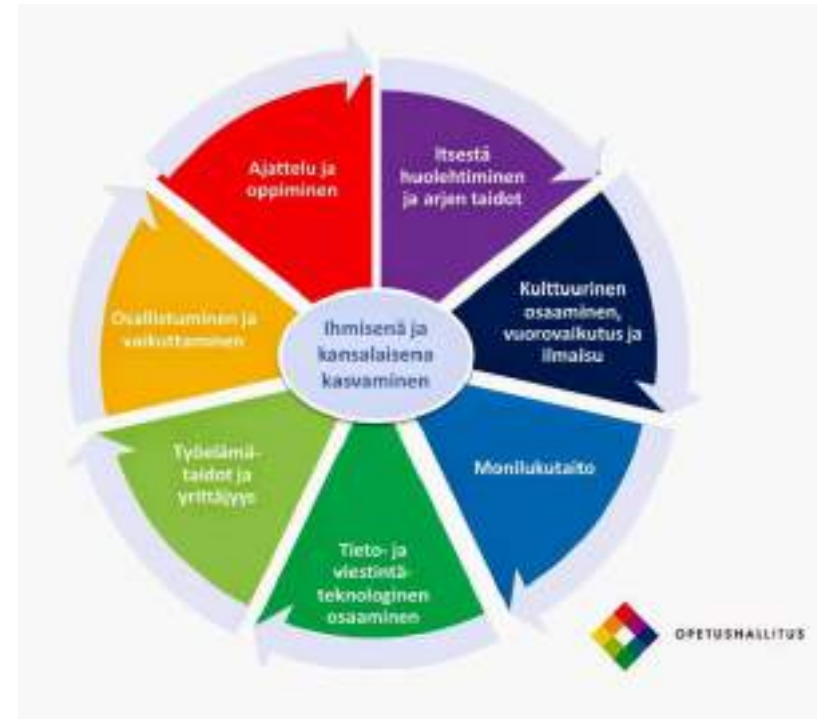 Ajattelu ja
oppiminen
Itsestä
huolehtiminen
ja arjen taidot
Kulttuurinen
osaaminen,
vuorovaikutus ja
ilmaisu
Monilukutaito
Tieto- ja
viestintä-
teknologinen
osaaminen
Työelämä-
taidot ja
yrittäjyys
Osallistuminen ja
vaikuttaminen
Ihmisenä ja
kansalaisena
kasvaminen
OPETUSHALLITUS